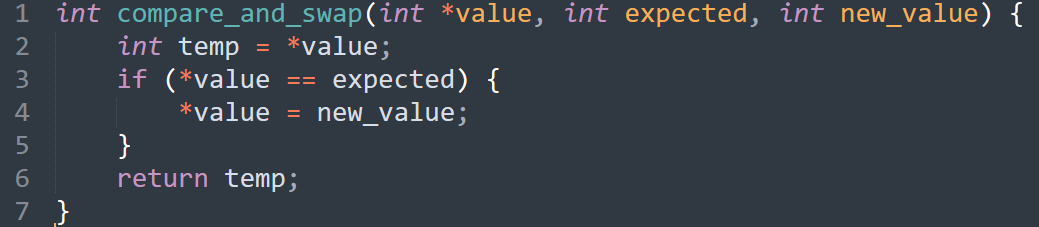 1 int compare_and_swap(int *value, int expected, int new_value) {
2     int temp = *value;
3     if (*value == expected) {
4         *value = new_value;
5     }
6     return temp;
7 }